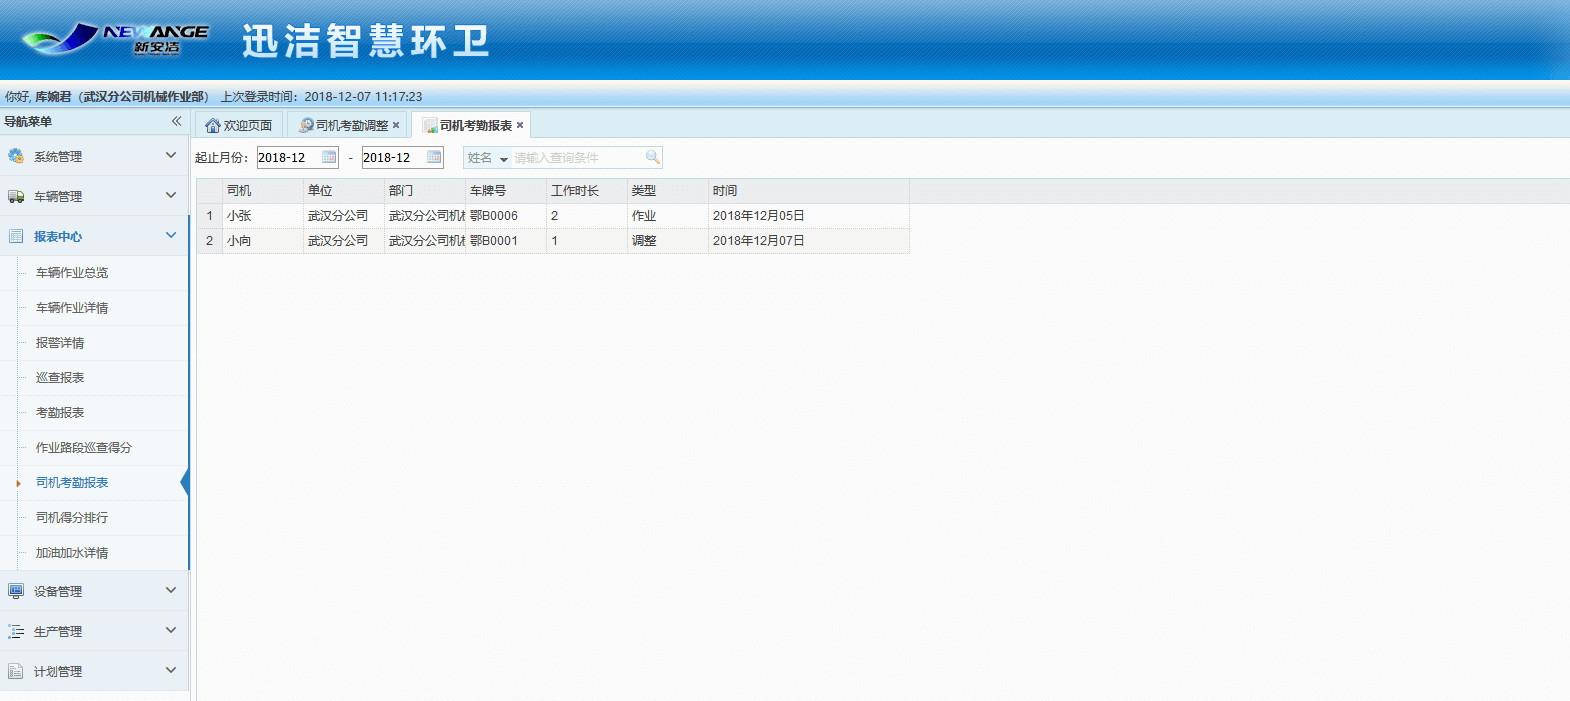 NEWANGE
新安洁
迅洁智慧环卫
你好, 库婉君（武汉分公司机械作业部） 上次登录时间：2018-12-07 11:17:23
导航菜单
系统管理
车辆管理
报表中心
车辆作业总览
车辆作业详情
报警详情
巡查报表
考勤报表
作业路段巡查得分
司机考勤报表
司机得分排行
加油加水详情
设备管理
生产管理
计划管理
欢迎页面 司机考勤调整 司机考勤报表
起止月份： 2018-12 - 2018-12 姓名 请输入查询条件
司机 单位 部门 车牌号 工作时长 类型 时间
1 小张 武汉分公司 武汉分公司机 鄂B0006 2 作业 2018年12月05日
2 小向 武汉分公司 武汉分公司机 鄂B0001 1 调整 2018年12月07日